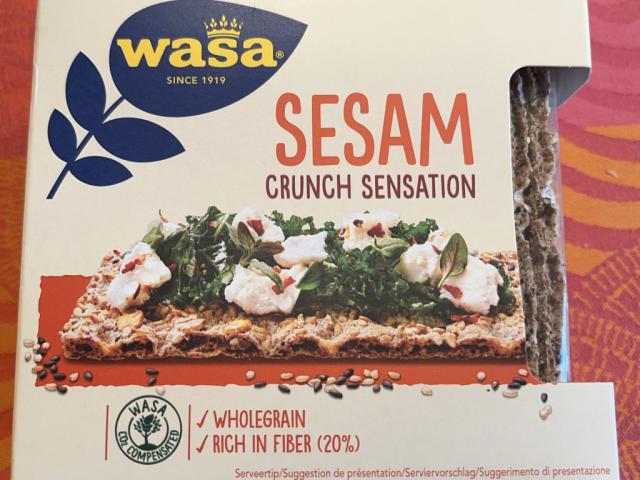 wasa®
SINCE 1919
SESAM
CRUNCH SENSATION
WASA
CO2 COMPENSATED
✓ WHOLEGRAIN
✓ RICH IN FIBER (20%)
Serveertip/Suggestion de présentation/Serviervorschlag/Suggerimento di presentazione